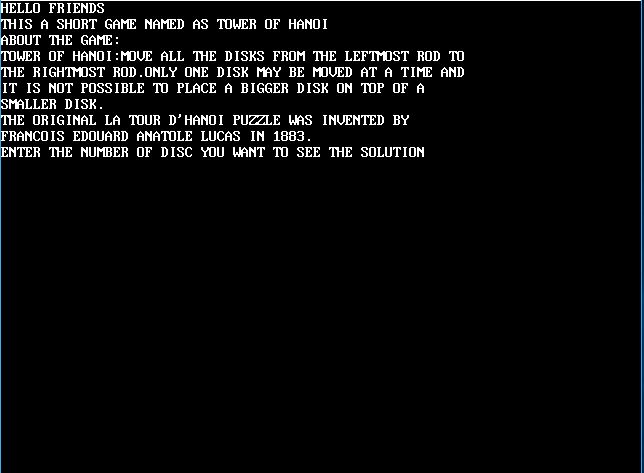 HELLO FRIENDS
THIS A SHORT GAME NAMED AS TOWER OF HANOI
ABOUT THE GAME:
TOWER OF HANOI:MOVE ALL THE DISKS FROM THE LEFTMOST ROD TO
THE RIGHTMOST ROD.ONLY ONE DISK MAY BE MOVED AT A TIME AND
IT IS NOT POSSIBLE TO PLACE A BIGGER DISK ON TOP OF A
SMALLER DISK.
THE ORIGINAL LA TOUR D'HANOI PUZZLE WAS INVENTED BY
FRANCOIS EDOUARD ANATOLE LUCAS IN 1883.
ENTER THE NUMBER OF DISC YOU WANT TO SEE THE SOLUTION